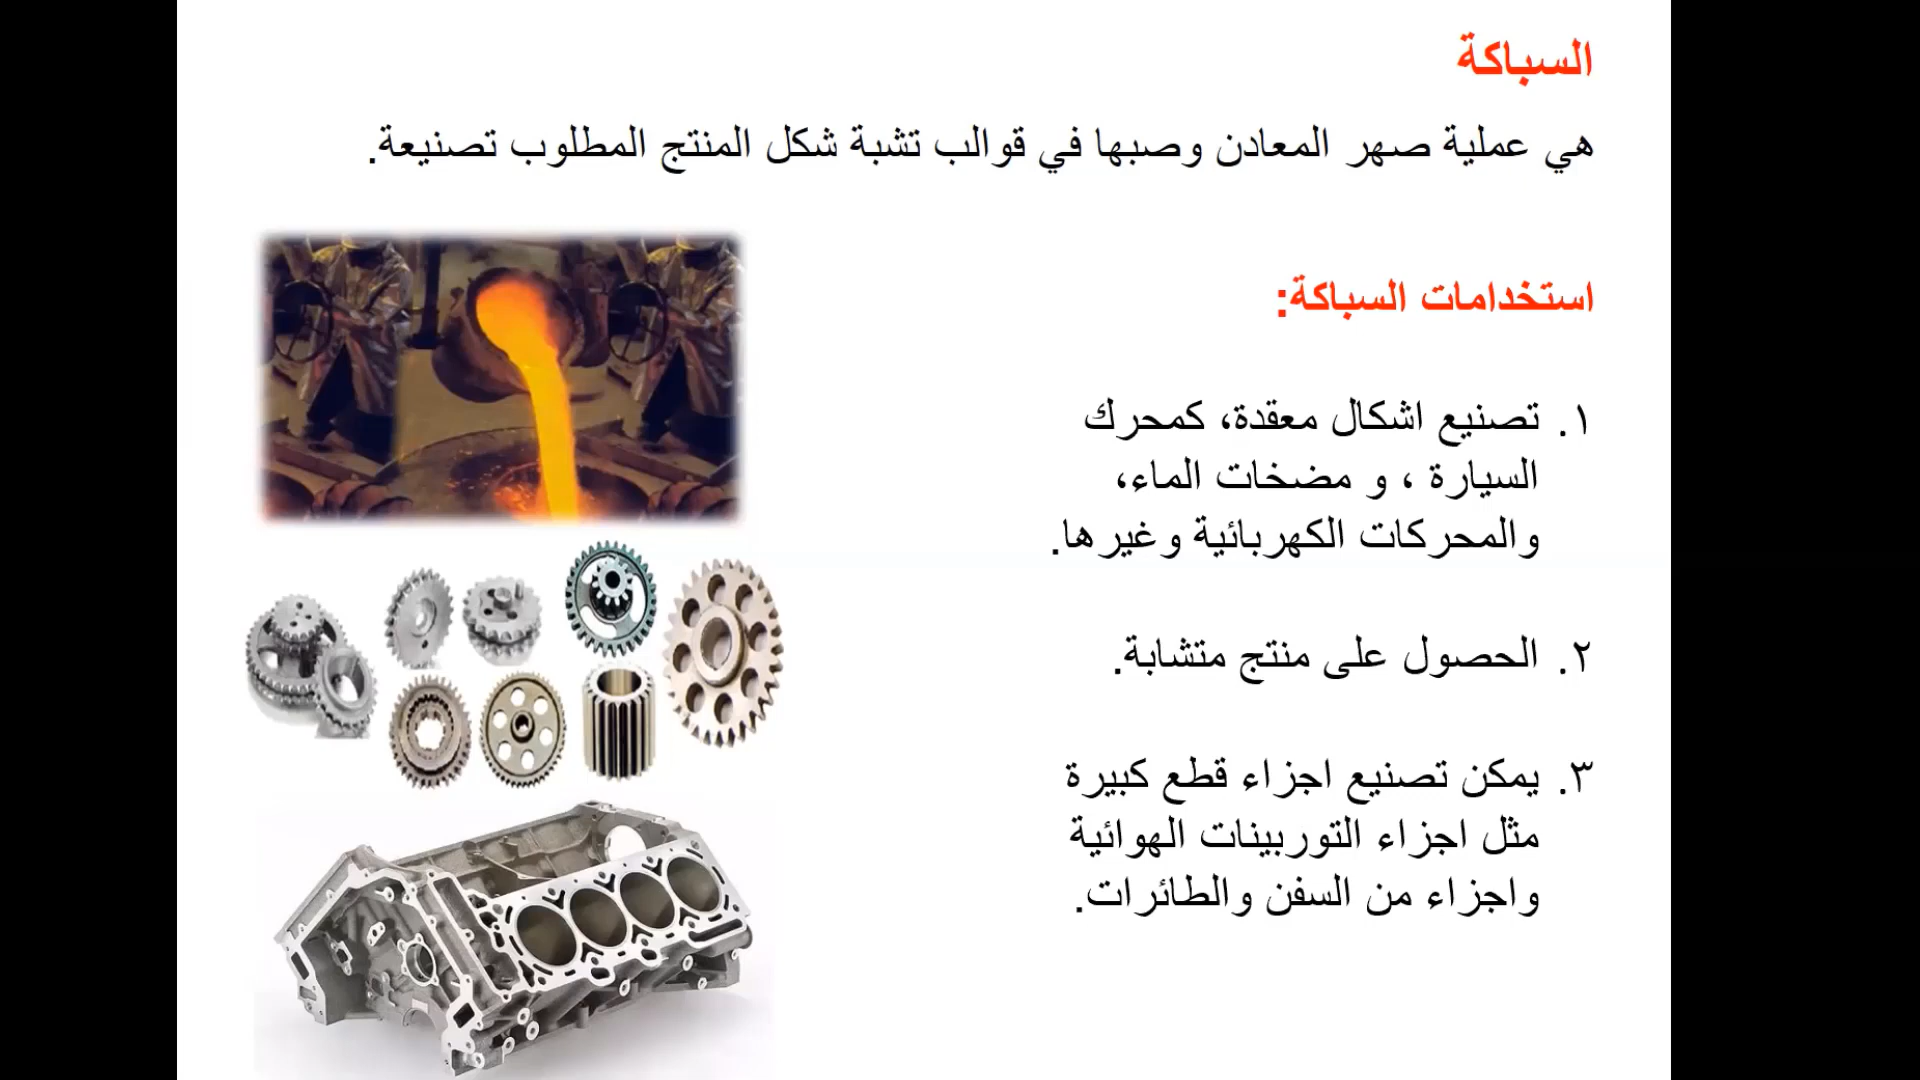 السباكة
هي عملية صهر المعادن وصبها في قوالب تشبة شكل المنتج المطلوب تصنيعة.
استخدامات السباكة:
١. تصنيع اشكال معقدة، كمحرك
السيارة ، و مضخات الماء،
والمحركات الكهربائية وغيرها.
٢. الحصول على منتج متشابة.
٣. يمكن تصنيع اجزاء قطع كبيرة
مثل اجزاء التوربينات الهوائية
واجزاء من السفن والطائرات.